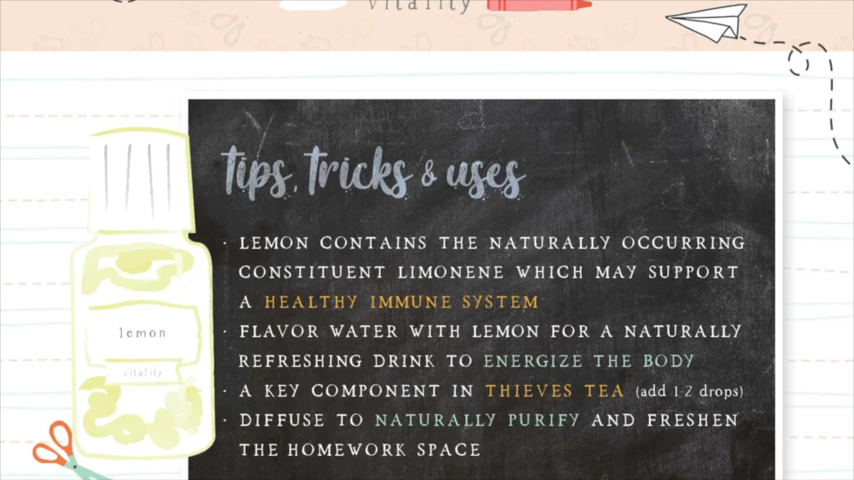 vitality
tips, tricks & uses
· LEMON CONTAINS THE NATURALLY OCCURRING
CONSTITUENT LIMONENE WHICH MAY SUPPORT
A HEALTHY IMMUNE SYSTEM
· FLAVOR WATER WITH LEMON FOR A NATURALLY
REFRESHING DRINK TO ENERGIZE THE BODY
· A KEY COMPONENT IN THIEVES TEA (add 1-2 drops)
· DIFFUSE TO NATURALLY PURIFY AND FRESHEN
THE HOMEWORK SPACE
lemon
vitality